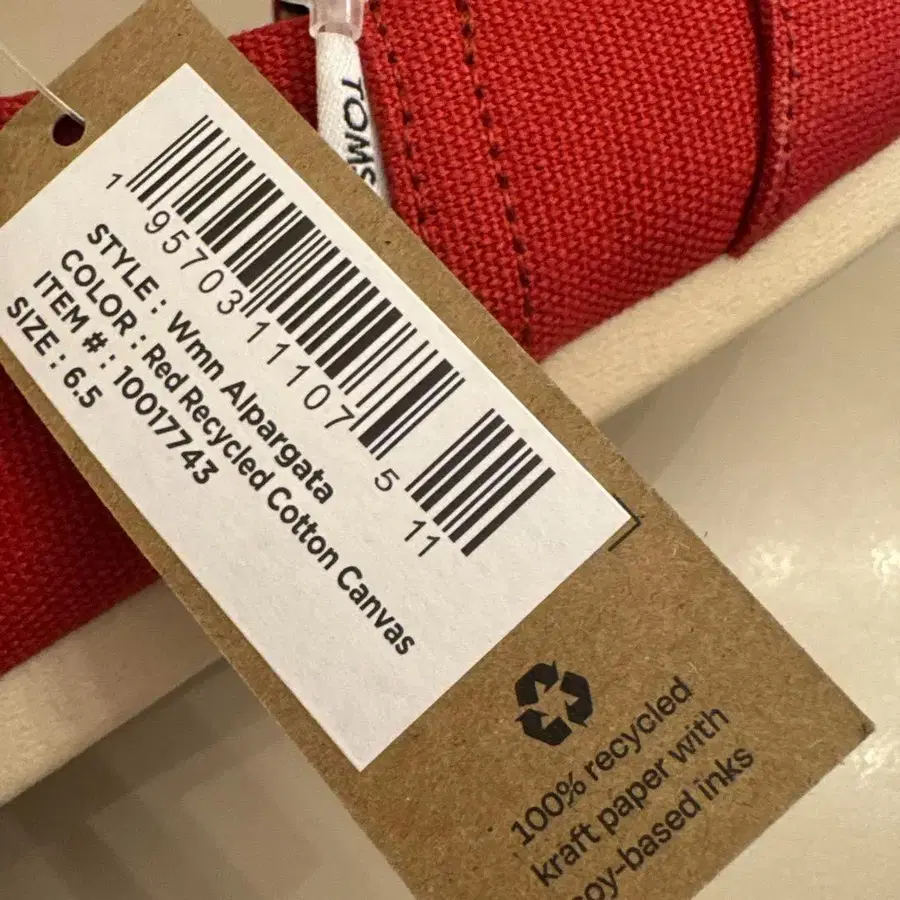 TOMS
1 95703 11107 5 11
STYLE : Wmn Alpargata
COLOR : Red Recycled Cotton Canvas
ITEM # : 10017743
SIZE : 6.5
100% recycled
kraft paper with
soy-based inks